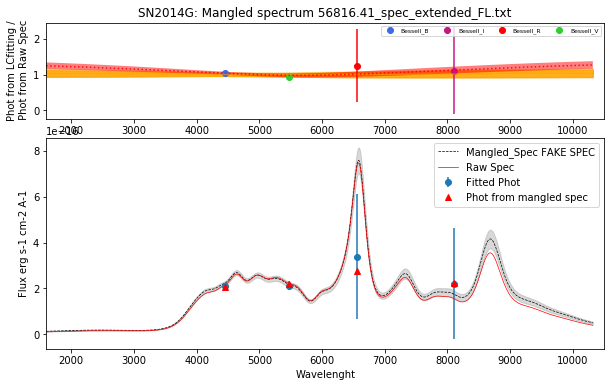 SN2014G: Mangled spectrum 56816.41_spec_extended_FL.txt
Phot from LCfitting /
Phot from Raw Spec
2
1
0
Bessell_B
Bessell_I
Bessell_R
Bessell_V
2000 3000 4000 5000 6000 7000 8000 9000 10000
1e-16
Flux erg s-1 cm-2 A-1
8
6
4
2
0
Mangled_Spec FAKE SPEC
Raw Spec
Fitted Phot
Phot from mangled spec
2000 3000 4000 5000 6000 7000 8000 9000 10000
Wavelenght